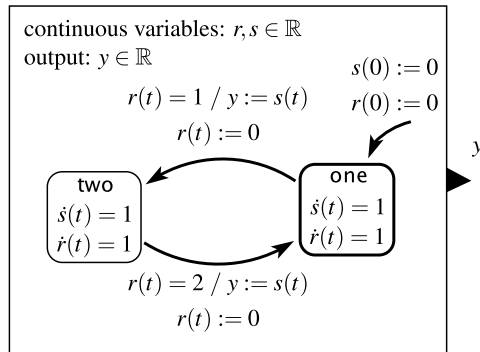 continuous variables: r, s ∈ ℝ
output: y ∈ ℝ
s(0) := 0
r(0) := 0
r(t) = 1 / y := s(t)
r(t) := 0
y
two
ṡ(t) = 1
ṙ(t) = 1
one
ṡ(t) = 1
ṙ(t) = 1
r(t) = 2 / y := s(t)
r(t) := 0